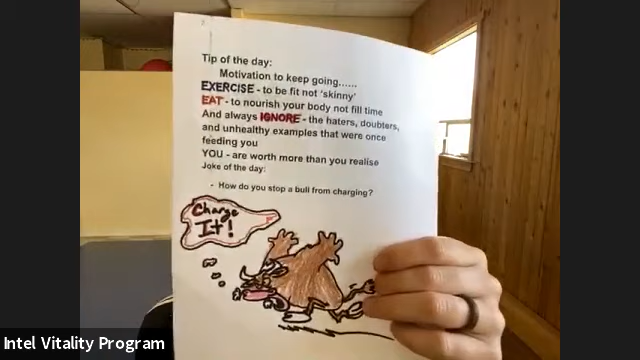 Tip of the day:
Motivation to keep going......
EXERCISE - to be fit not 'skinny'
EAT - to nourish your body not fill time
And always IGNORE - the haters, doubters,
and unhealthy examples that were once
feeding you
YOU - are worth more than you realise
Joke of the day:
- How do you stop a bull from charging?
Charge
It!
Intel Vitality Program